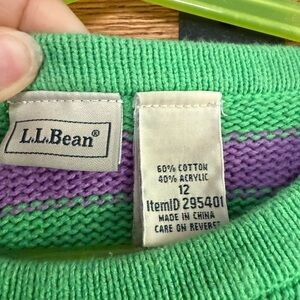 L.L.Bean®
60% COTTON
40% ACRYLIC
12
ItemID 295401
MADE IN CHINA
CARE ON REVERSE